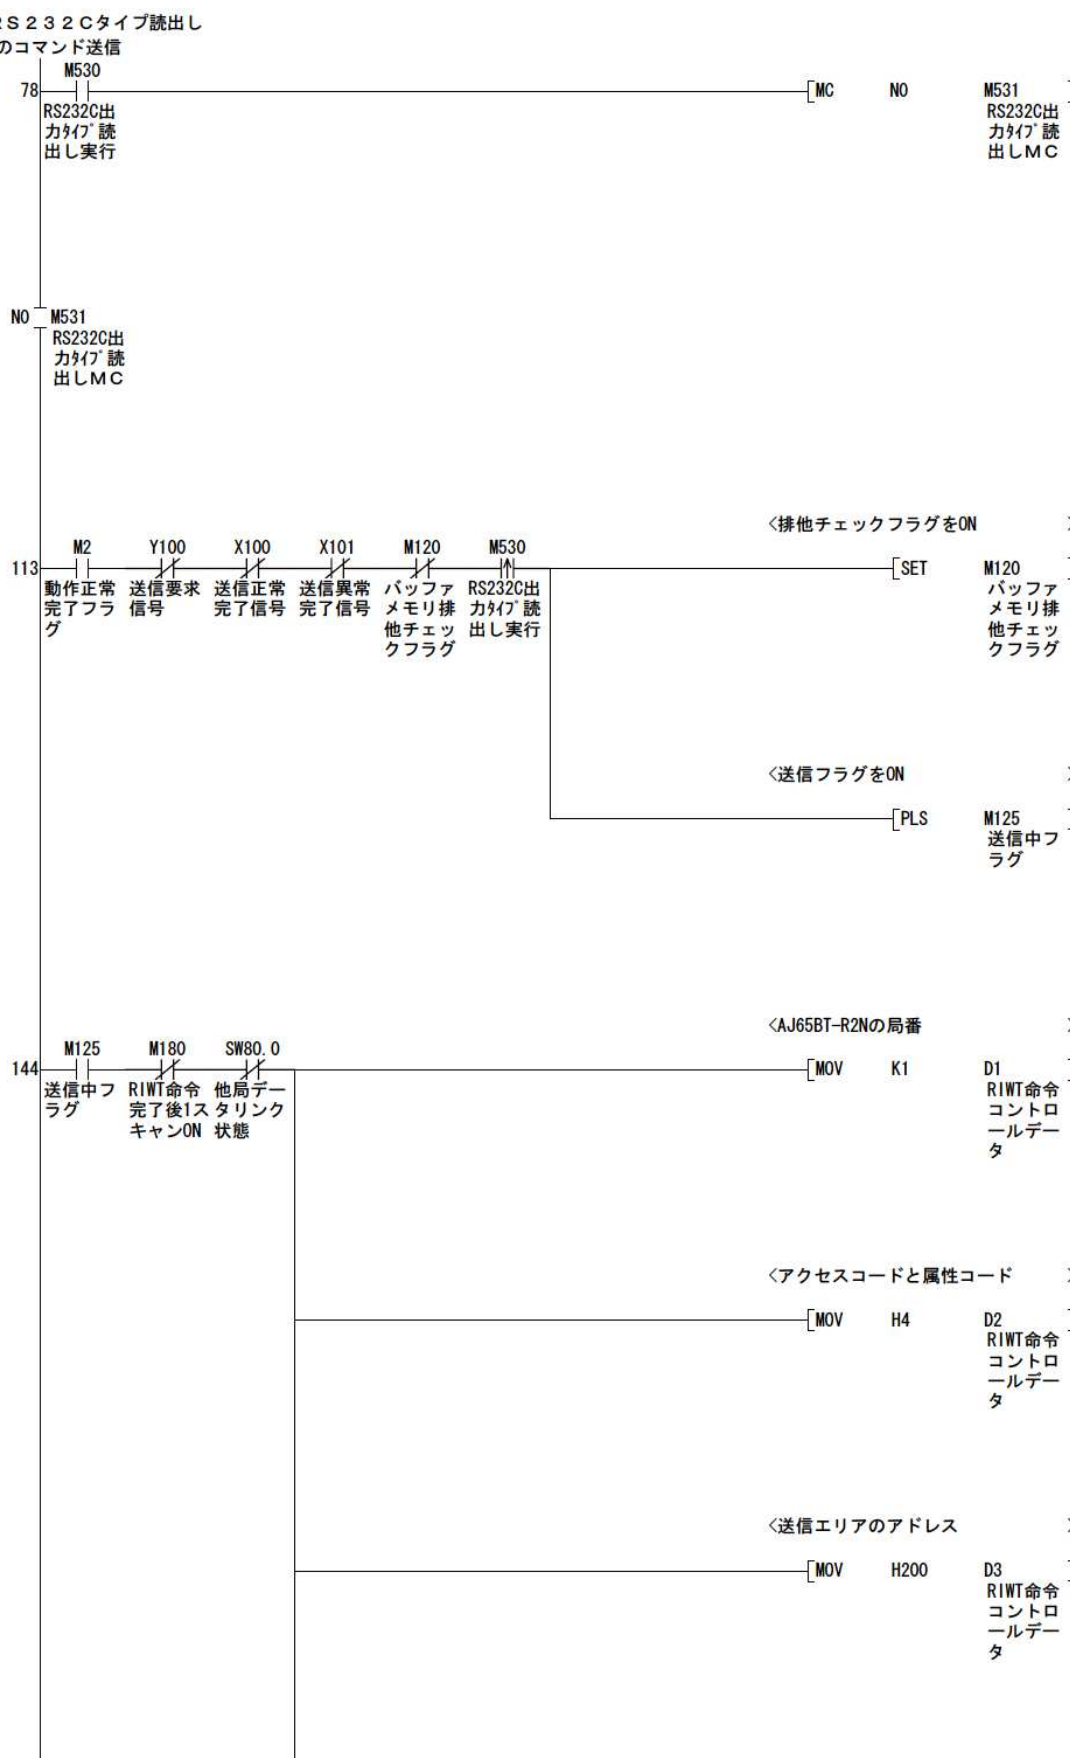 RS232Cタイプ読出し
のコマンド送信
M530
78
[MC N0 M531
RS232C出
力ﾀｲﾌﾟ読
出し実行
RS232C出
力ﾀｲﾌﾟ読
出しMC
N0 M531
RS232C出
力ﾀｲﾌﾟ読
出しMC
<排他チェックフラグをON >
M2 Y100 X100 X101 M120 M530
113
[SET M120
動作正常
完了フラ
グ
送信要求
信号
送信正常
完了信号
送信異常
完了信号
バッファ
メモリ排
他チェッ
クフラグ
RS232C出
力ﾀｲﾌﾟ読
出し実行
バッファ
メモリ排
他チェッ
クフラグ
<送信フラグをON >
[PLS M125
送信中フ
ラグ
<AJ65BT-R2Nの局番 >
M125 M180 SW80.0
144
[MOV K1 D1
送信中フ
ラグ
RIWT命令
完了後1ス
キャンON
他局デー
タリンク
状態
RIWT命令
コントロ
ールデー
タ
<アクセスコードと属性コード >
[MOV H4 D2
RIWT命令
コントロ
ールデー
タ
<送信エリアのアドレス >
[MOV H200 D3
RIWT命令
コントロ
ールデー
タ